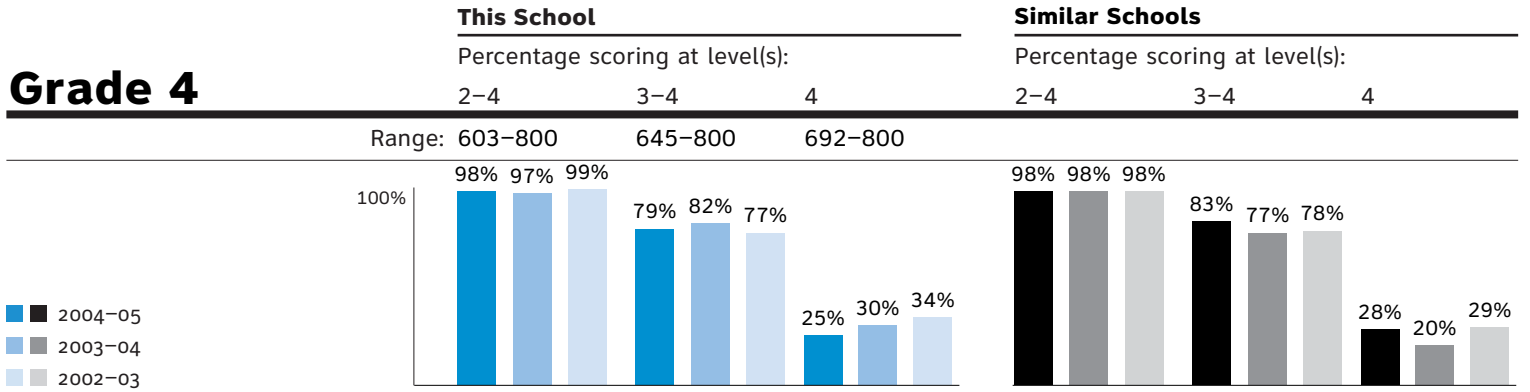 This School Similar Schools
Percentage scoring at level(s): Percentage scoring at level(s):
Grade 4
2–4 3–4 4 2–4 3–4 4
Range: 603–800 645–800 692–800
98% 97% 99% 98% 98% 98%
100%
79% 82% 77% 83% 77% 78%
25% 30% 34% 28% 20% 29%
2004–05
2003–04
2002–03